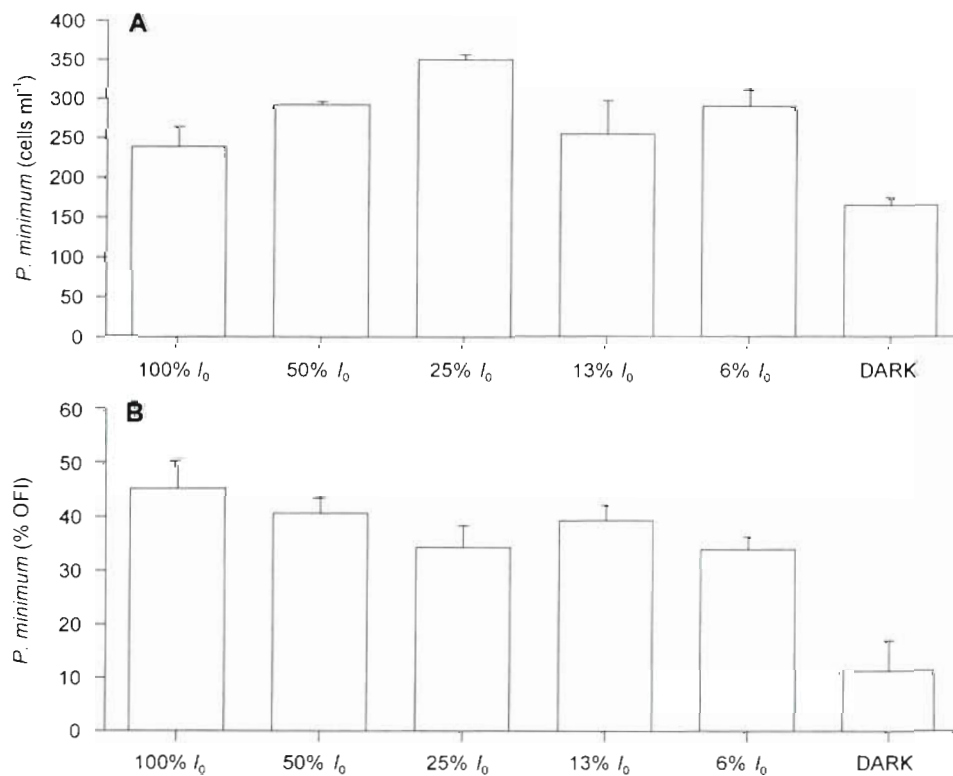 A
P. minimum (cells ml⁻¹)
400
350
300
250
200
150
100
50
0
100% I₀ 50% I₀ 25% I₀ 13% I₀ 6% I₀ DARK
B
P. minimum (% OFI)
60
50
40
30
20
10
0
100% I₀ 50% I₀ 25% I₀ 13% I₀ 6% I₀ DARK